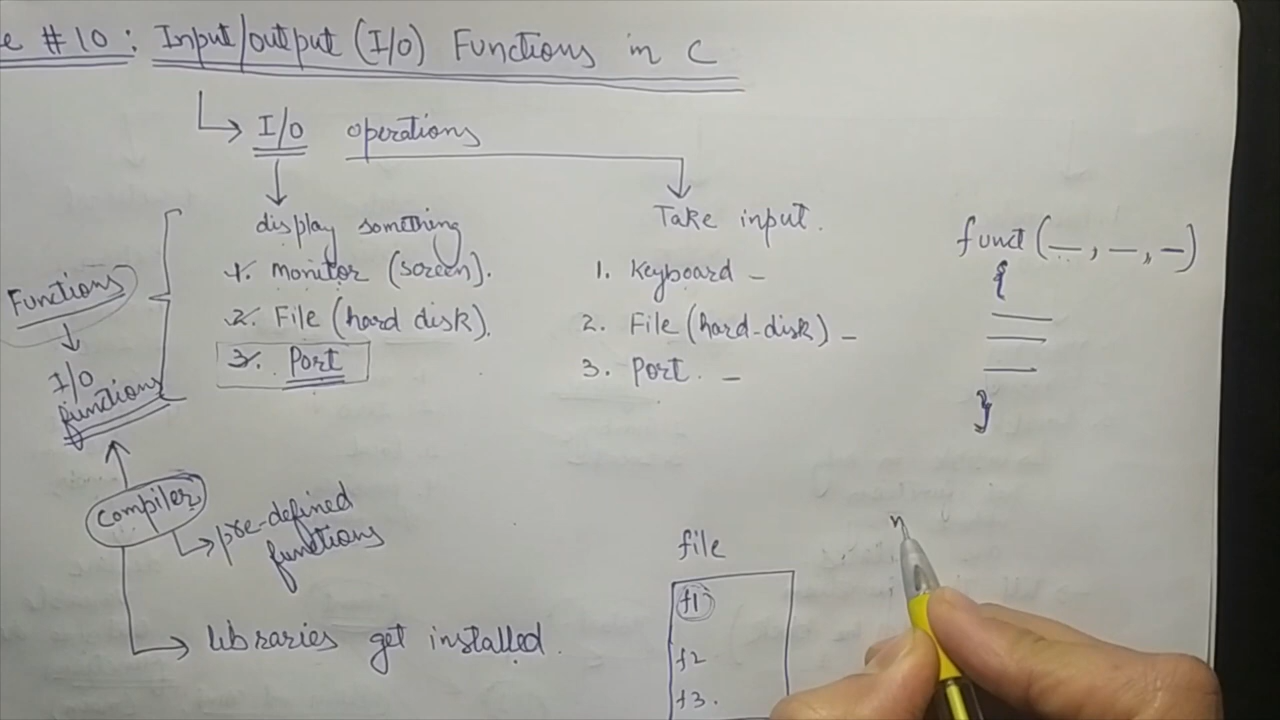 e #10: Input/output (I/O) Functions in C
I/O operations
display something
1. Monitor (screen).
2. File (hard disk).
3. Port
Take input.
1. Keyboard -
2. File (hard-disk) -
3. Port. -
funct(—, —, —)
{
}
Functions
I/O
functions
Compiler
pre-defined
functions
libraries get installed.
file
f1
f2
f3.